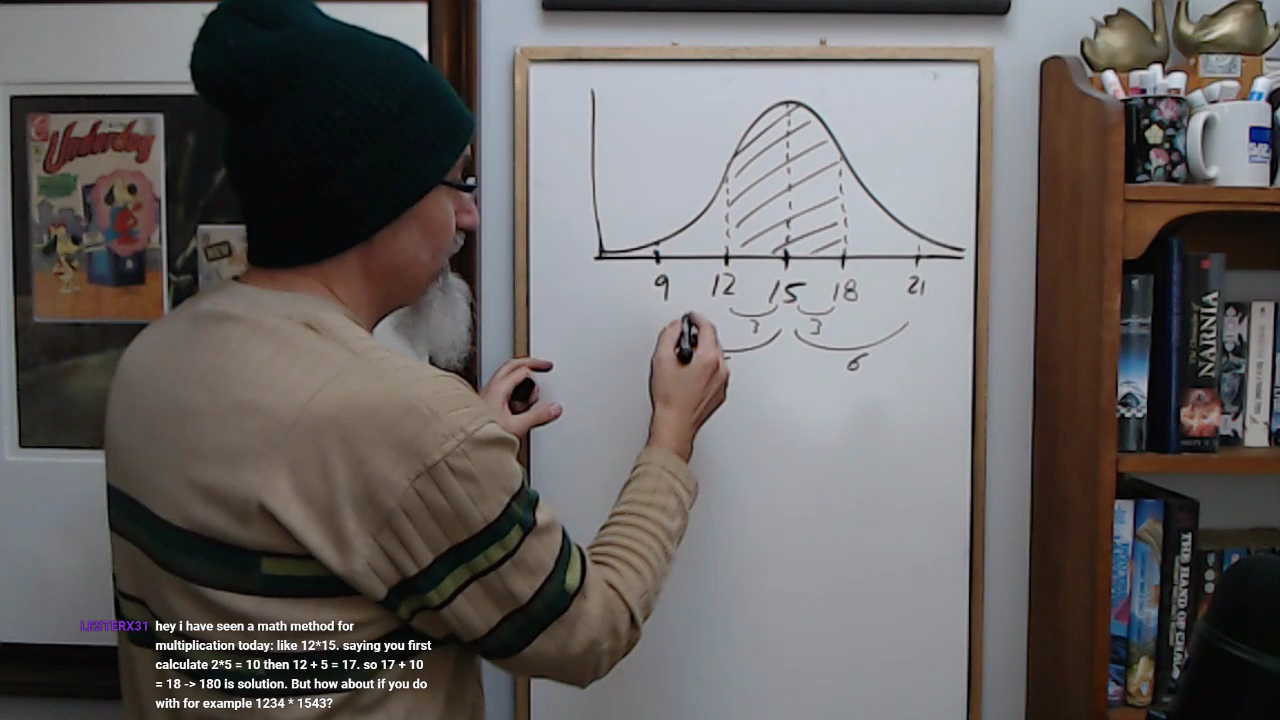 Underdog
NEW
9 12 15 18 21
3 3
6
NARNIA
THE HAND OF
LESTERX31 hey i have seen a math method for
multiplication today: like 12*15. saying you first
calculate 2*5 = 10 then 12 + 5 = 17. so 17 + 10
= 18 -> 180 is solution. But how about if you do
with for example 1234 * 1543?